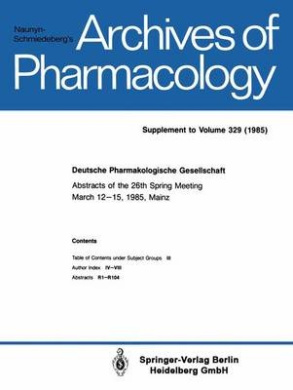 Naunyn-
Schmiedeberg's
Archives of
Pharmacology
Supplement to Volume 329 (1985)
Deutsche Pharmakologische Gesellschaft
Abstracts of the 26th Spring Meeting
March 12–15, 1985, Mainz
Contents
Table of Contents under Subject Groups III
Author Index IV–VIII
Abstracts R1–R104
Springer-Verlag Berlin
Heidelberg GmbH